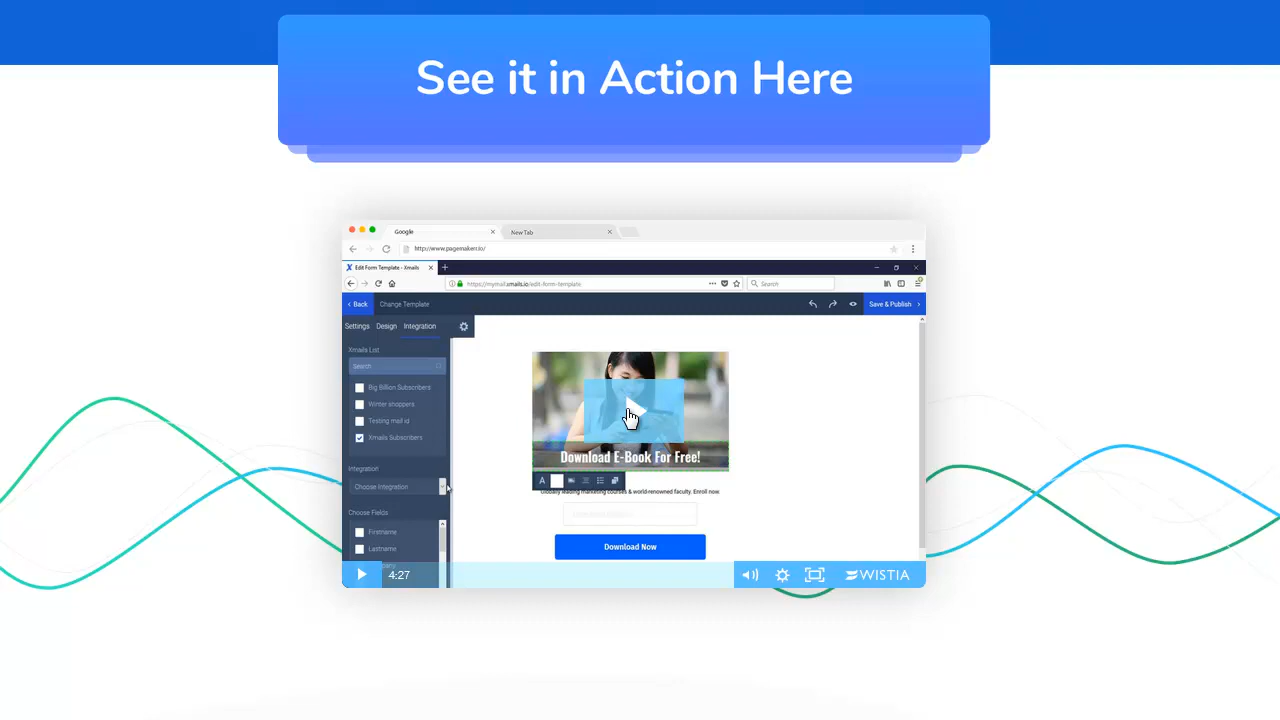 See it in Action Here
Google
New Tab
http://www.pagemakerr.io/
Edit Form Template - Xmails
https://mymail.xmails.io/edit-form-template
Search
Back
Change Template
Save & Publish
Settings
Design
Integration
Xmails List
Search
Big Billion Subscribers
Winter shoppers
Testing mail id
Xmails Subscribers
Integration
Choose Integration
Choose Fields
Firstname
Lastname
Download E-Book For Free!
A
Globally leading marketing courses & world-renowned faculty. Enroll now.
Download Now
4:27
WISTIA